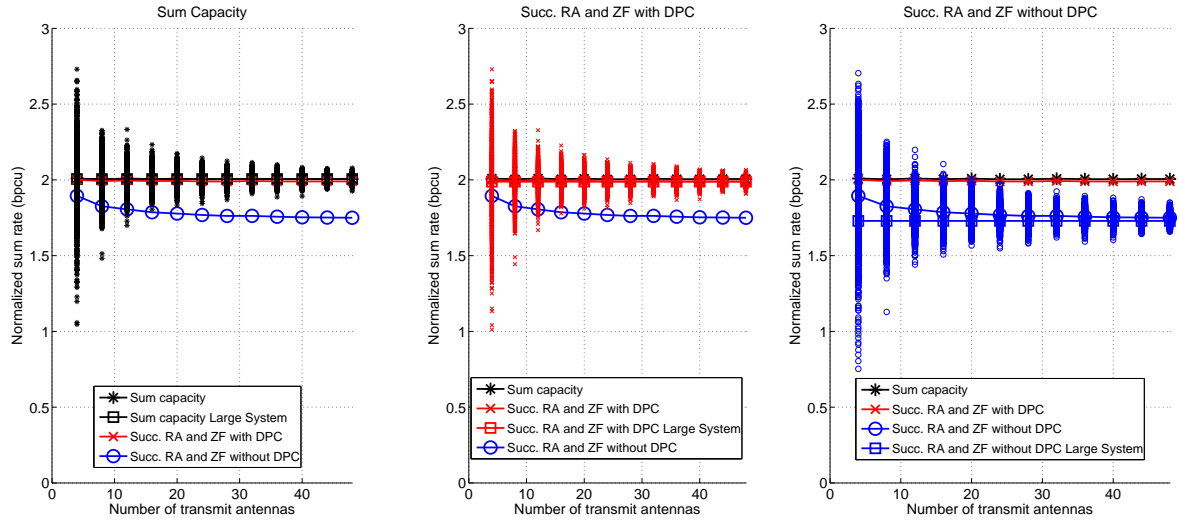 Sum Capacity
3
2.5
2
1.5
1
0.5
0
0
10
20
30
40
Normalized sum rate (bpcu)
Number of transmit antennas
Sum capacity
Sum capacity Large System
Succ. RA and ZF with DPC
Succ. RA and ZF without DPC
Succ. RA and ZF with DPC
3
2.5
2
1.5
1
0.5
0
0
10
20
30
40
Normalized sum rate (bpcu)
Number of transmit antennas
Sum capacity
Succ. RA and ZF with DPC
Succ. RA and ZF with DPC Large System
Succ. RA and ZF without DPC
Succ. RA and ZF without DPC
3
2.5
2
1.5
1
0.5
0
0
10
20
30
40
Normalized sum rate (bpcu)
Number of transmit antennas
Sum capacity
Succ. RA and ZF with DPC
Succ. RA and ZF without DPC
Succ. RA and ZF without DPC Large System